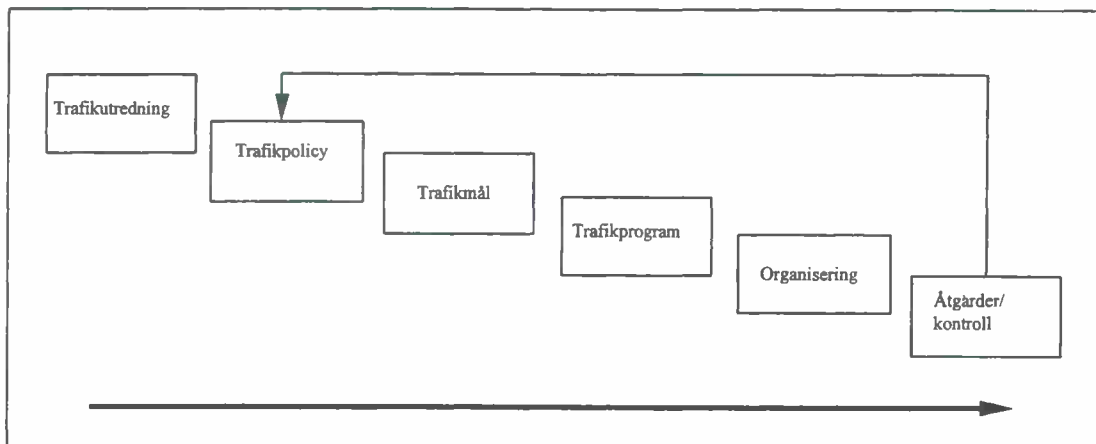 Trafikutredning
Trafikpolicy
Trafikmål
Trafikprogram
Organisering
Åtgärder/
kontroll